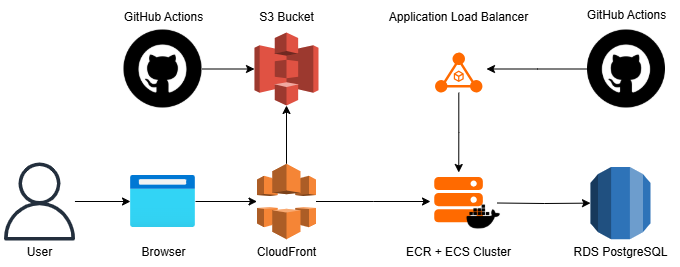 GitHub Actions
S3 Bucket
Application Load Balancer
GitHub Actions
User
Browser
CloudFront
ECR + ECS Cluster
RDS PostgreSQL